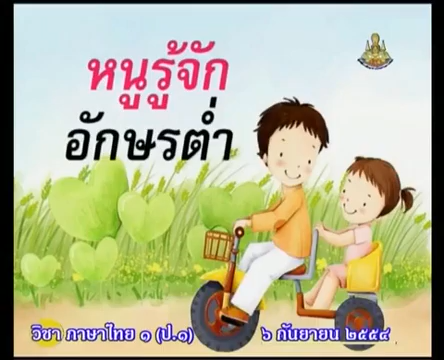 หนูรู้จัก
อักษรต่ำ
วิชา ภาษาไทย ๑ (ป.๑) ๖ กันยายน ๒๕๕๔